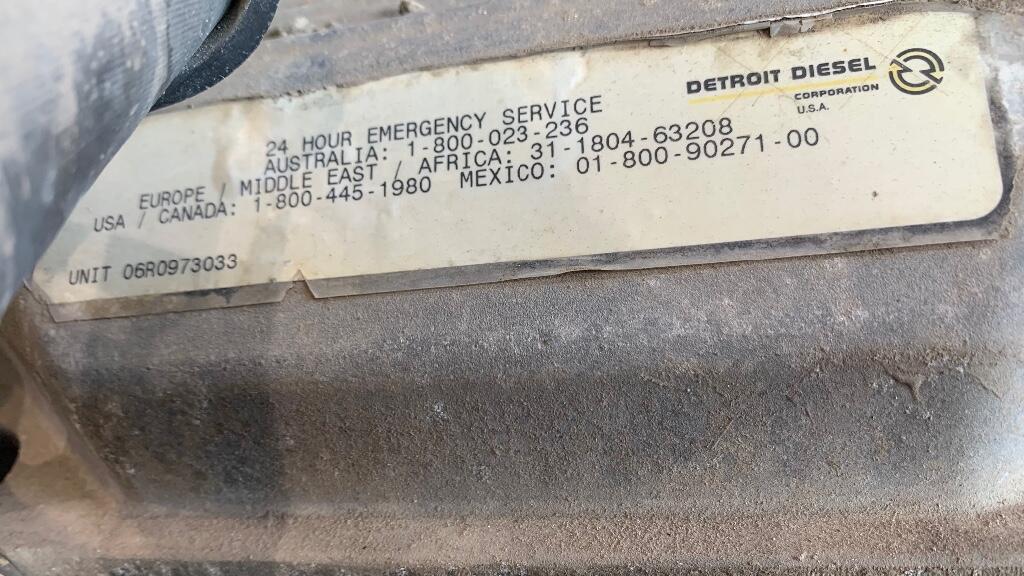 DETROIT DIESEL
CORPORATION
U.S.A.
24 HOUR EMERGENCY SERVICE
AUSTRALIA: 1-800-023-236
EUROPE / MIDDLE EAST / AFRICA: 31-1804-63208
USA / CANADA: 1-800-445-1980 MEXICO: 01-800-90271-00
UNIT 06R0973033